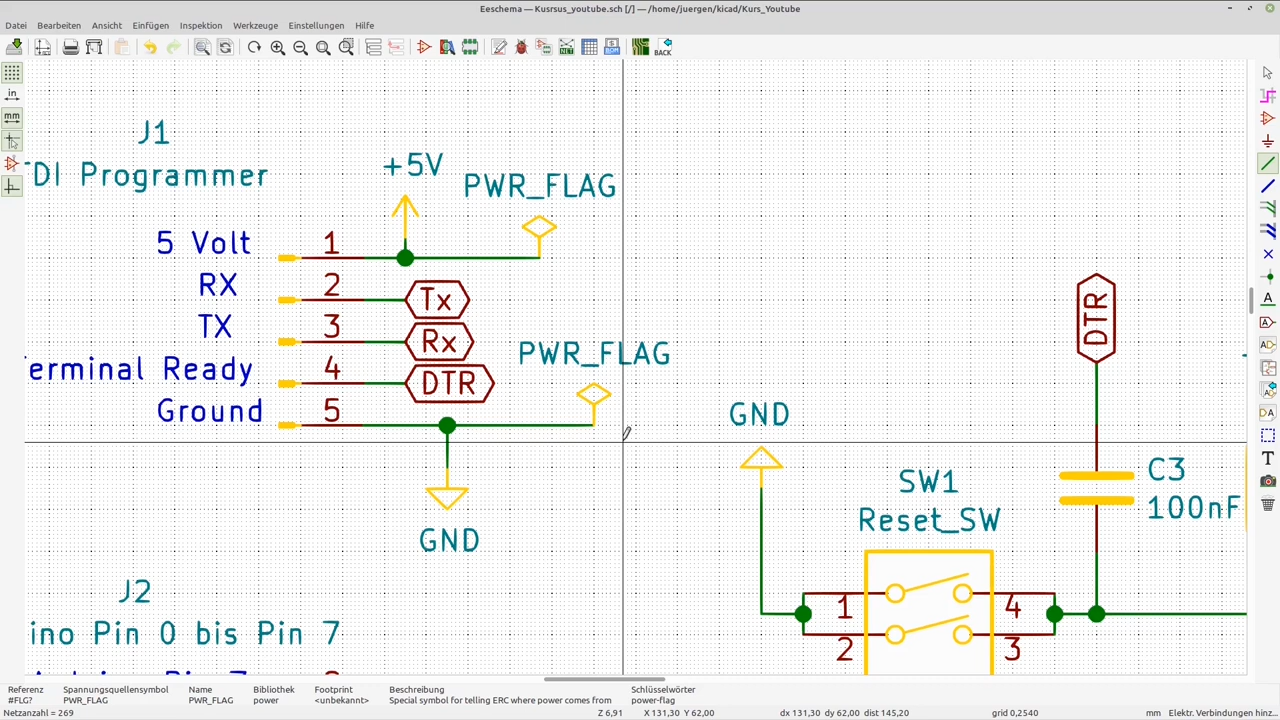 Eeschema — Kusrsus_youtube.sch [/] — /home/juergen/kicad/Kurs_Youtube
Datei Bearbeiten Ansicht Einfügen Inspektion Werkzeuge Einstellungen Hilfe
BACK
in
mm
J1
DI Programmer
+5V
PWR_FLAG
5 Volt 1
RX 2 Tx
TX 3 Rx
PWR_FLAG
erminal Ready 4 DTR
Ground 5
GND
DTR
GND
C3
100nF
SW1
Reset_SW
1 4
2 3
J2
ino Pin 0 bis Pin 7
Referenz Spannungsquellensymbol Name Bibliothek Footprint Beschreibung Schlüsselwörter
#FLG? PWR_FLAG PWR_FLAG power <unbekannt> Special symbol for telling ERC where power comes from power-flag
Netzanzahl = 269 Z 6,91 X 131,30 Y 62,00 dx 131,30 dy 62,00 dist 145,20 grid 0,2540 mm Elektr. Verbindungen hinz...